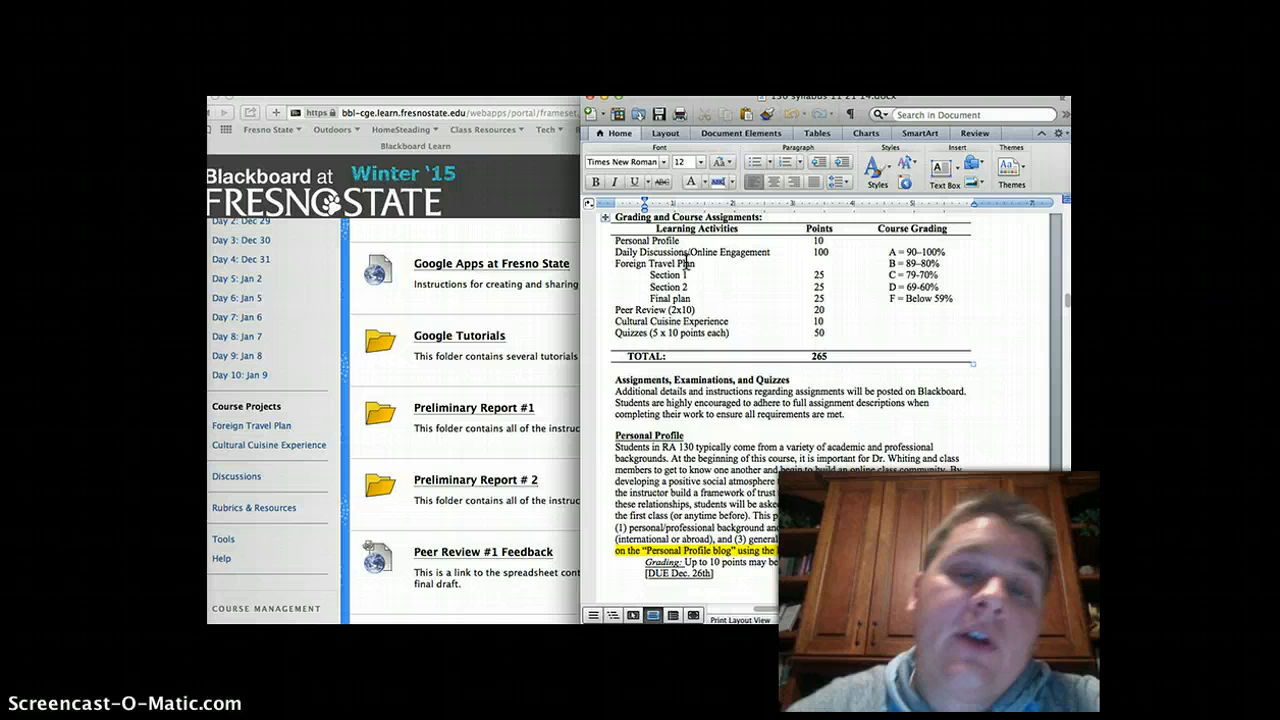 https bbl-cge.learn.fresnostate.edu/webapps/portal/frameset.
Fresno State Outdoors HomeSteading Class Resources Tech
Blackboard Learn
Blackboard at Winter '15
FRESNO STATE
Day 2: Dec 29
Day 3: Dec 30
Day 4: Dec 31
Day 5: Jan 2
Day 6: Jan 5
Day 7: Jan 6
Day 8: Jan 7
Day 9: Jan 8
Day 10: Jan 9
Course Projects
Foreign Travel Plan
Cultural Cuisine Experience
Discussions
Rubrics & Resources
Tools
Help
COURSE MANAGEMENT
Google Apps at Fresno State
Instructions for creating and sharing
Google Tutorials
This folder contains several tutorials
Preliminary Report #1
This folder contains all of the instruc
Preliminary Report # 2
This folder contains all of the instruc
Peer Review #1 Feedback
This is a link to the spreadsheet cont
final draft.
130 syllabus 11 21 14.docx
Search in Document
Home Layout Document Elements Tables Charts SmartArt Review
Font Paragraph Styles Insert Themes
Times New Roman 12
B I U ABC A
Styles Text Box Themes
Grading and Course Assignments:
Learning Activities Points Course Grading
Personal Profile 10
Daily Discussions/Online Engagement 100 A = 90–100%
Foreign Travel Plan B = 89–80%
Section 1 25 C = 79-70%
Section 2 25 D = 69-60%
Final plan 25 F = Below 59%
Peer Review (2x10) 20
Cultural Cuisine Experience 10
Quizzes (5 x 10 points each) 50
TOTAL: 265
Assignments, Examinations, and Quizzes
Additional details and instructions regarding assignments will be posted on Blackboard.
Students are highly encouraged to adhere to full assignment descriptions when
completing their work to ensure all requirements are met.
Personal Profile
Students in RA 130 typically come from a variety of academic and professional
backgrounds. At the beginning of this course, it is important for Dr. Whiting and class
members to get to know one another and begin to build an online class community. By
developing a positive social atmosphere
the instructor build a framework of trust
these relationships, students will be aske
the first class (or anytime before). This p
(1) personal/professional background an
(international or abroad), and (3) general
on the “Personal Profile blog” using the
Grading: Up to 10 points may be
[DUE Dec. 26th]
Print Layout View
Screencast-O-Matic.com